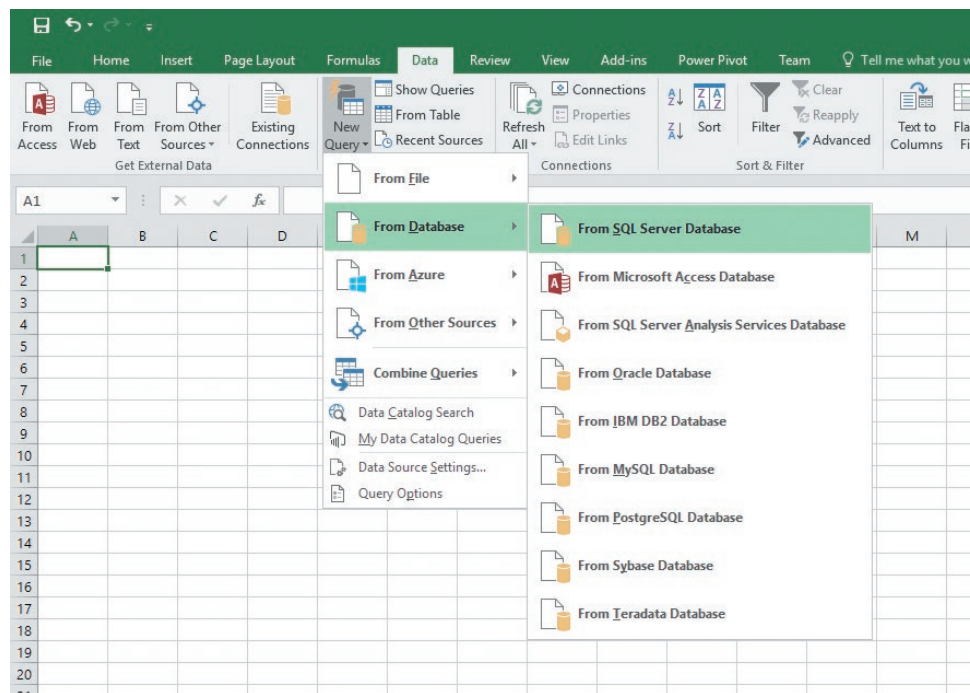 File Home Insert Page Layout Formulas Data Review View Add-ins Power Pivot Team Tell me what you
From Access
From Web
From Text
From Other Sources
Existing Connections
Get External Data
New Query
Show Queries
From Table
Recent Sources
Refresh All
Connections
Properties
Edit Links
Connections
Sort
Filter
Clear
Reapply
Advanced
Sort & Filter
Text to Columns
A1
fx
A B C D M
From File
From Database
From Azure
From Other Sources
Combine Queries
Data Catalog Search
My Data Catalog Queries
Data Source Settings...
Query Options
From SQL Server Database
From Microsoft Access Database
From SQL Server Analysis Services Database
From Oracle Database
From IBM DB2 Database
From MySQL Database
From PostgreSQL Database
From Sybase Database
From Teradata Database
1
2
3
4
5
6
7
8
9
10
11
12
13
14
15
16
17
18
19
20